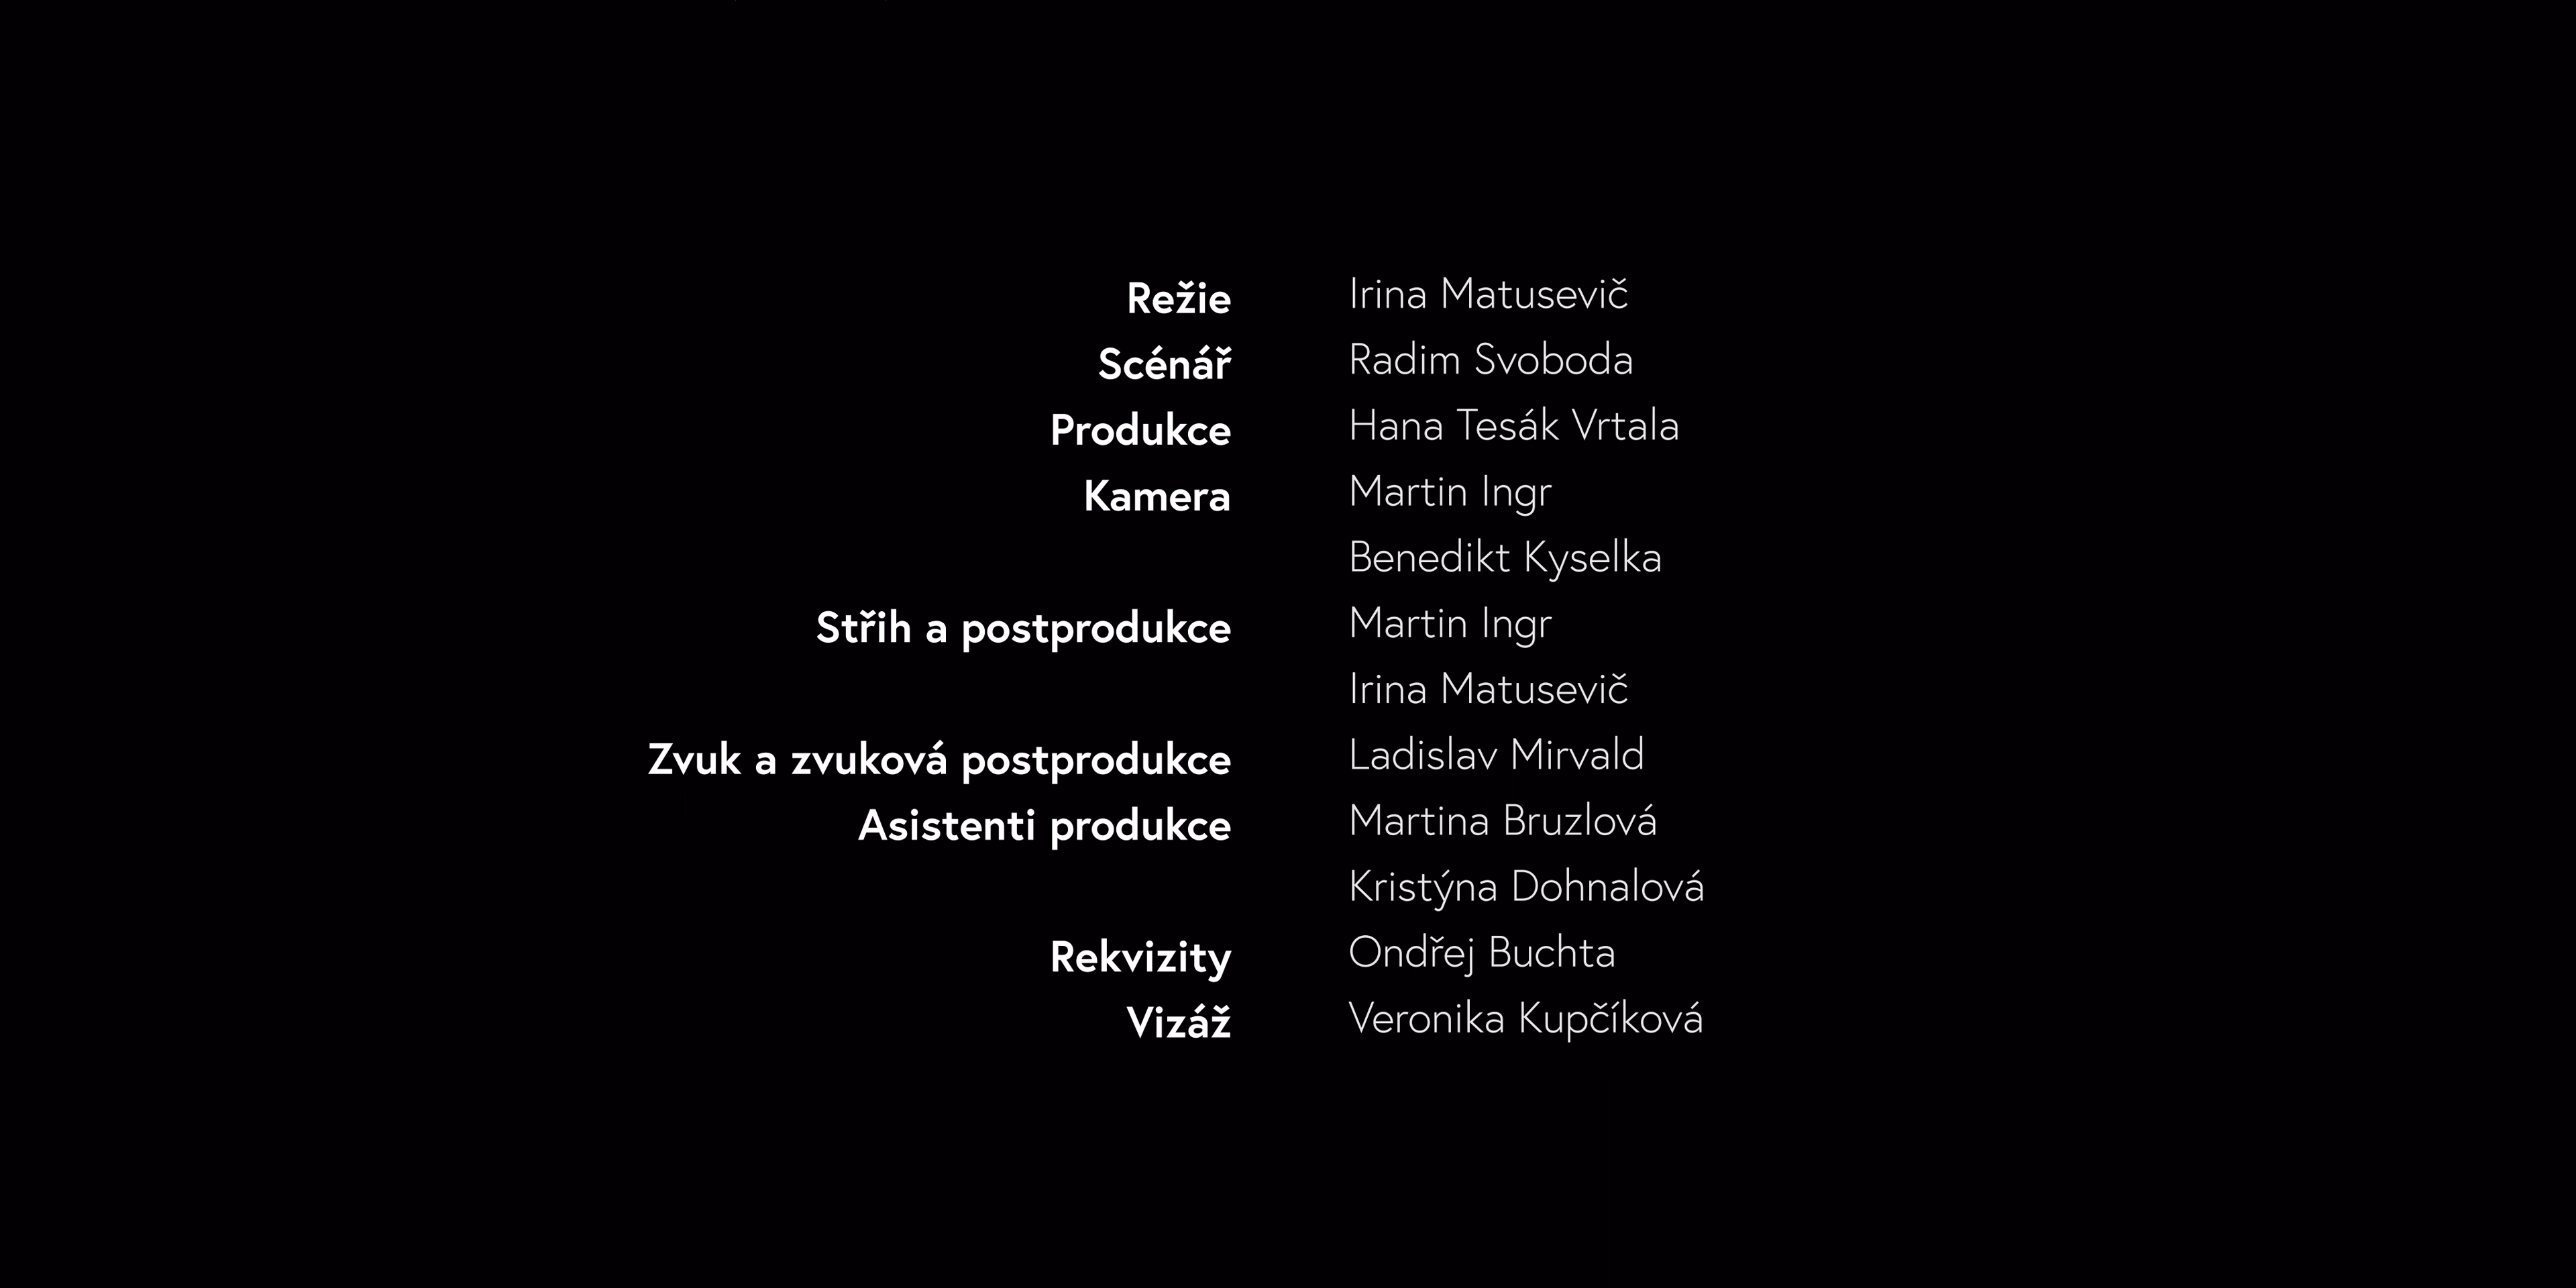 Režie Irina Matusevič
Scénář Radim Svoboda
Produkce Hana Tesák Vrtala
Kamera Martin Ingr
Benedikt Kyselka
Střih a postprodukce Martin Ingr
Irina Matusevič
Zvuk a zvuková postprodukce Ladislav Mirvald
Asistenti produkce Martina Bruzlová
Kristýna Dohnalová
Rekvizity Ondřej Buchta
Vizáž Veronika Kupčíková